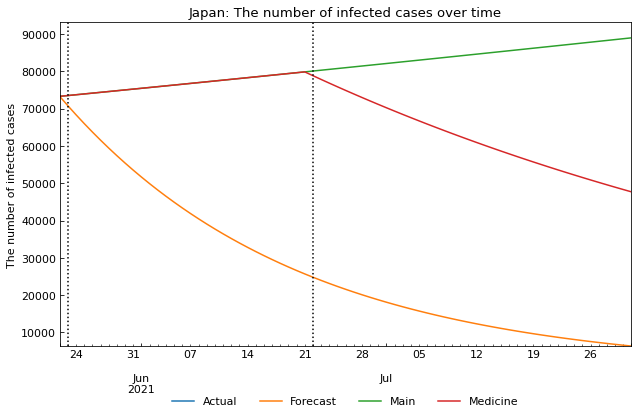 Japan: The number of infected cases over time
The number of infected cases
90000
80000
70000
60000
50000
40000
30000
20000
10000
24 31 07 14 21 28 05 12 19 26
Jun Jul
2021
Actual Forecast Main Medicine